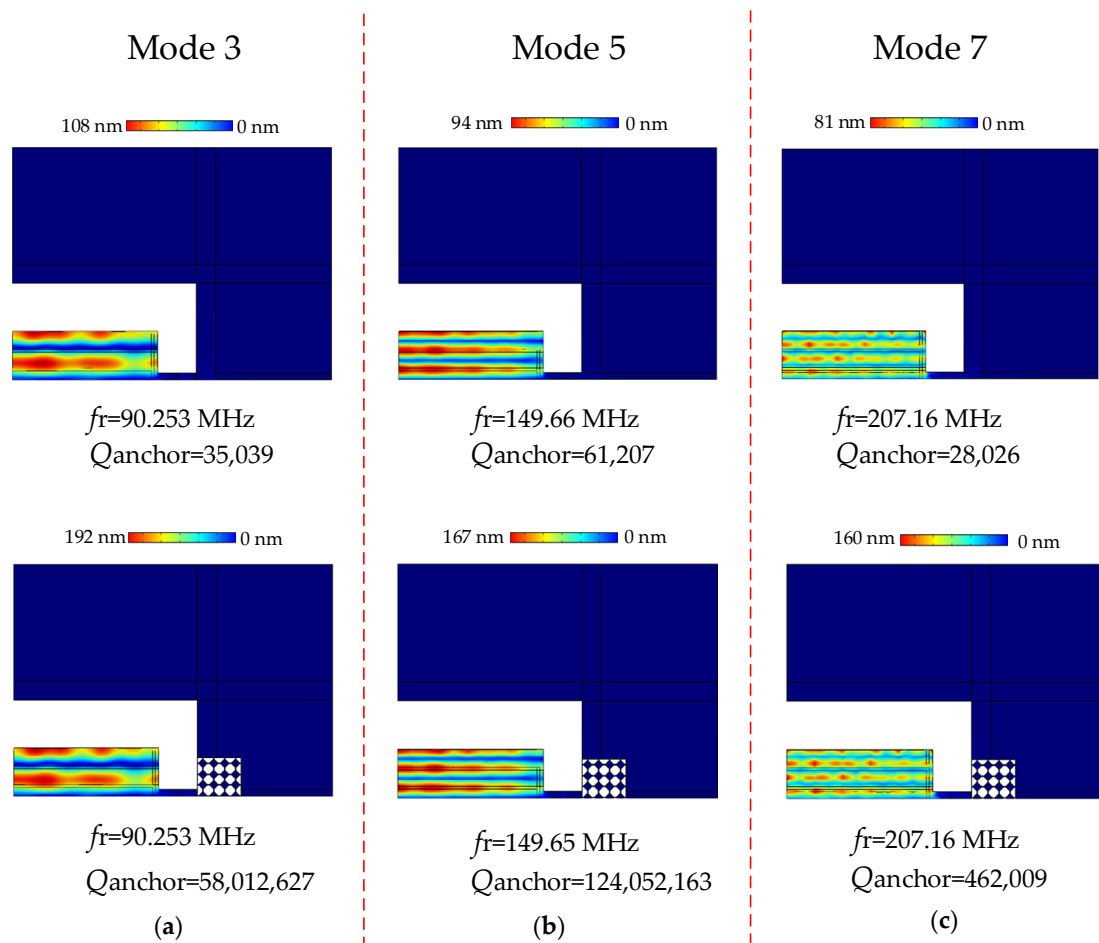 Mode 3
Mode 5
Mode 7
108 nm 0 nm
94 nm 0 nm
81 nm 0 nm
fr=90.253 MHz
Qanchor=35,039
fr=149.66 MHz
Qanchor=61,207
fr=207.16 MHz
Qanchor=28,026
192 nm 0 nm
167 nm 0 nm
160 nm 0 nm
fr=90.253 MHz
Qanchor=58,012,627
fr=149.65 MHz
Qanchor=124,052,163
fr=207.16 MHz
Qanchor=462,009
(a)
(b)
(c)